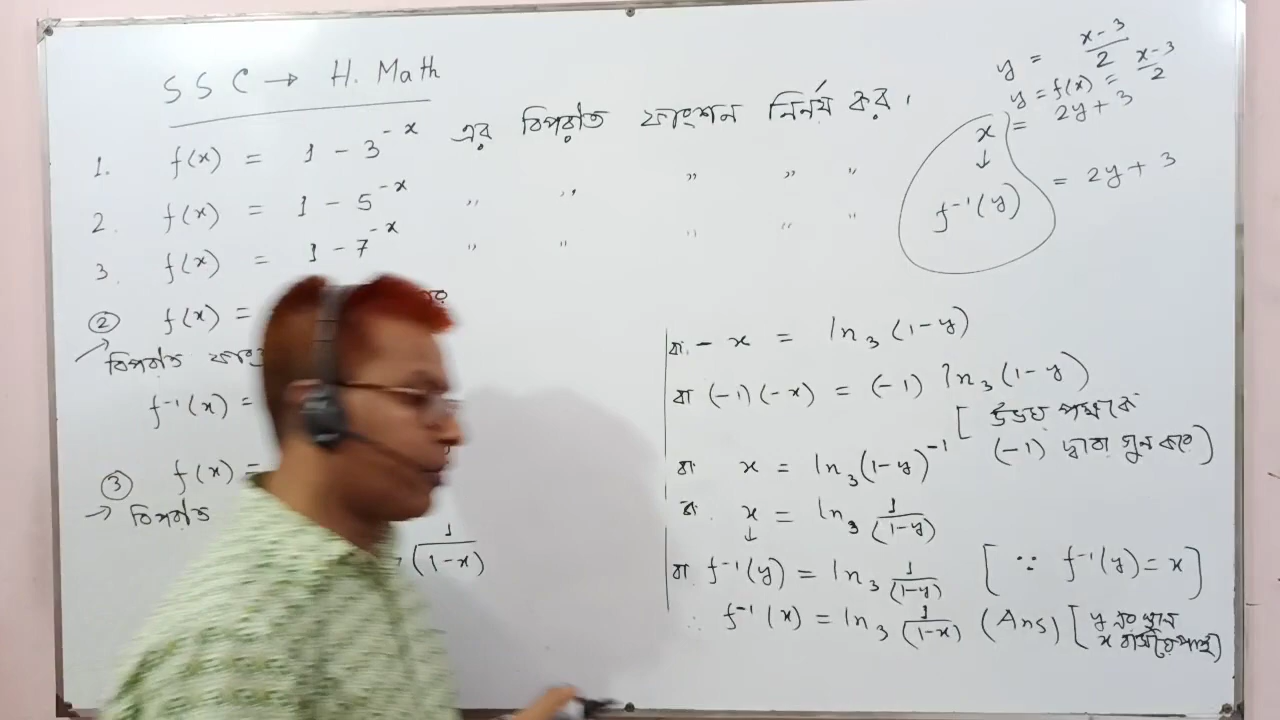 SSC → H. Math
1. f(x) = 1 - 3^{-x} এর বিপরীত ফাংশন নির্ণয় কর।
2. f(x) = 1 - 5^{-x} " " " " "
3. f(x) = 1 - 7^{-x} " " " " "
② f(x) =
→ বিপরীত
f⁻¹(x) =
③ f(x) =
→ বিপরীত
1/(1-x)
y = (x-3)/2
y = f(x) = (x-3)/2
x = 2y + 3
↓
f⁻¹(y) = 2y + 3
বা. - x = ln₃ (1-y)
বা (-1)(-x) = (-1) ln₃ (1-y)
[উভয় পক্ষকে
(-1) দ্বারা গুন করে]
বা x = ln₃ (1-y)⁻¹
বা. x = ln₃ 1/(1-y)
↓
বা f⁻¹(y) = ln₃ 1/(1-y) [∵ f⁻¹(y) = x]
∴ f⁻¹(x) = ln₃ 1/(1-x) (Ans) [y এর স্থানে
x বসিয়ে পাই]